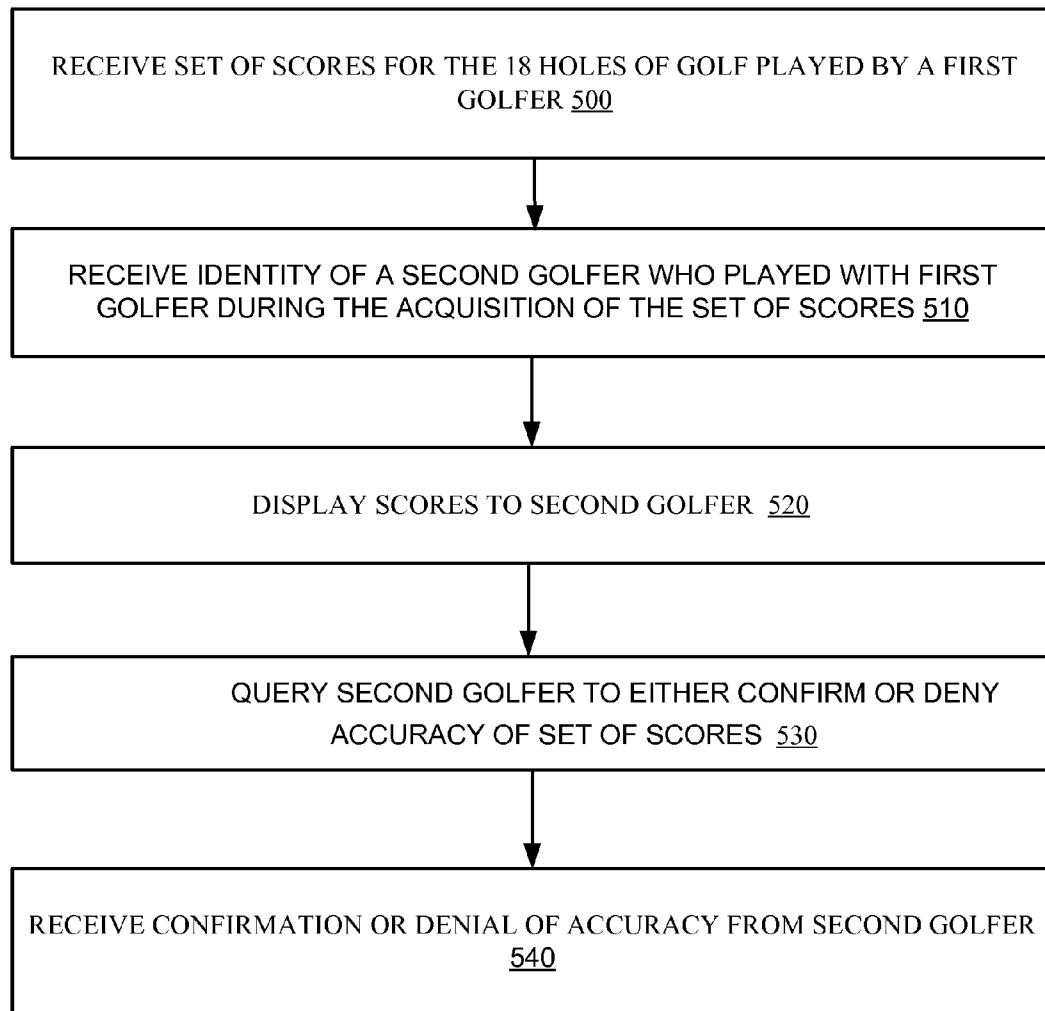 RECEIVE SET OF SCORES FOR THE 18 HOLES OF GOLF PLAYED BY A FIRST
GOLFER 500
RECEIVE IDENTITY OF A SECOND GOLFER WHO PLAYED WITH FIRST
GOLFER DURING THE ACQUISITION OF THE SET OF SCORES 510
DISPLAY SCORES TO SECOND GOLFER 520
QUERY SECOND GOLFER TO EITHER CONFIRM OR DENY
ACCURACY OF SET OF SCORES 530
RECEIVE CONFIRMATION OR DENIAL OF ACCURACY FROM SECOND GOLFER
540